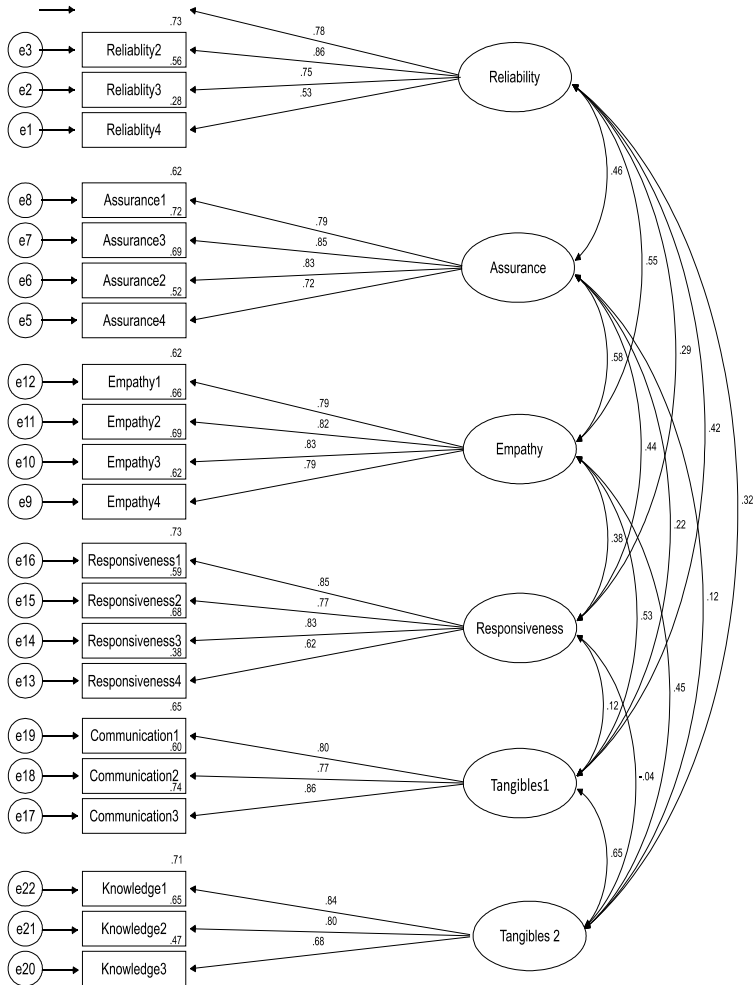 .73
.78
e3
Reliablity2
.86
.56
Reliability
e2
Reliablity3
.75
.28
e1
Reliablity4
.53
.46
.62
e8
Assurance1
.79
.72
e7
Assurance3
.85
.69
Assurance
.55
e6
Assurance2
.83
.52
e5
Assurance4
.72
.58
.29
.62
e12
Empathy1
.79
.66
e11
Empathy2
.82
.69
Empathy
.44
.42
e10
Empathy3
.83
.62
e9
Empathy4
.79
.32
.38
.22
.73
e16
Responsiveness1
.85
.59
e15
Responsiveness2
.77
.68
Responsiveness
.53
.12
e14
Responsiveness3
.83
.38
e13
Responsiveness4
.62
.45
.12
.65
e19
Communication1
.80
.60
e18
Communication2
.77
.74
Tangibles1
-.04
e17
Communication3
.86
.65
.71
e22
Knowledge1
.84
.65
e21
Knowledge2
.80
.47
Tangibles 2
e20
Knowledge3
.68